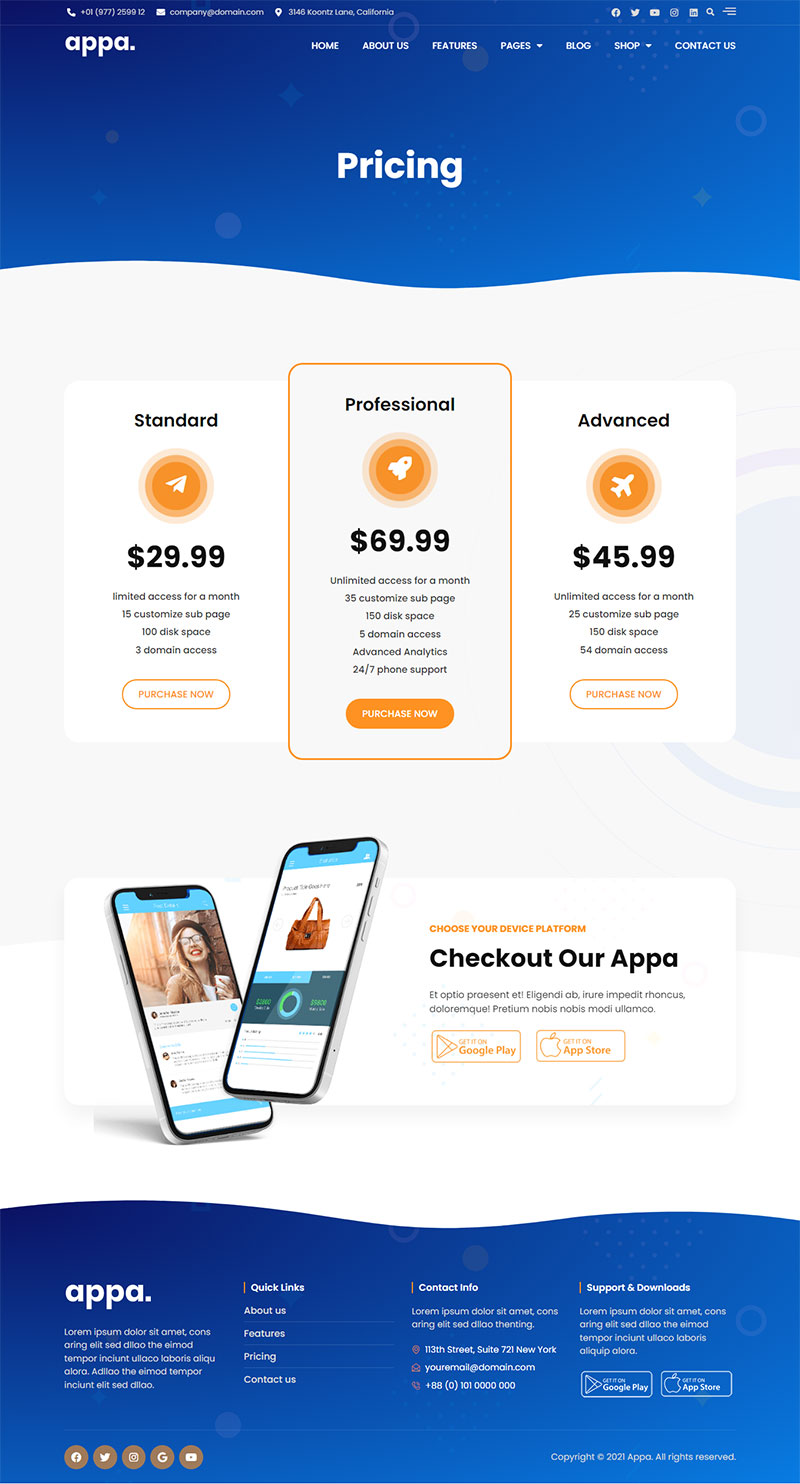 +01 (977) 2599 12 company@domain.com 3146 Koontz Lane, California
appa. HOME ABOUT US FEATURES PAGES BLOG SHOP CONTACT US
Pricing
Standard
$29.99
limited access for a month
15 customize sub page
100 disk space
3 domain access
PURCHASE NOW
Professional
$69.99
Unlimited access for a month
35 customize sub page
150 disk space
5 domain access
Advanced Analytics
24/7 phone support
PURCHASE NOW
Advanced
$45.99
Unlimited access for a month
25 customize sub page
150 disk space
54 domain access
PURCHASE NOW
CHOOSE YOUR DEVICE PLATFORM
Checkout Our Appa
Et optio praesent et! Eligendi ab, irure impedit rhoncus,
doloremque! Pretium nobis nobis modi ullamco.
GET IT ON
Google Play
GET IT ON
App Store
appa.
Lorem ipsum dolor sit amet, cons
arcing elit sed dllao the eimod
tempor inciunt ullaco laboris aliqu
alora. Adllao the eimod tempor
inciunt elit sed dllao.
Quick Links
About us
Features
Pricing
Contact us
Contact Info
Lorem ipsum dolor sit amet, cons
arcing elit sed dllao thenting.
113th Street, Suite 721 New York
youremail@domain.com
+88 (0) 101 0000 000
Support & Downloads
Lorem ipsum dolor sit amet, cons
arcing elit sed dllao the eimod
tempor inciunt ullaco laboris
aliquip alora.
GET IT ON
Google Play
GET IT ON
App Store
Copyright © 2021 Appa. All rights reserved.